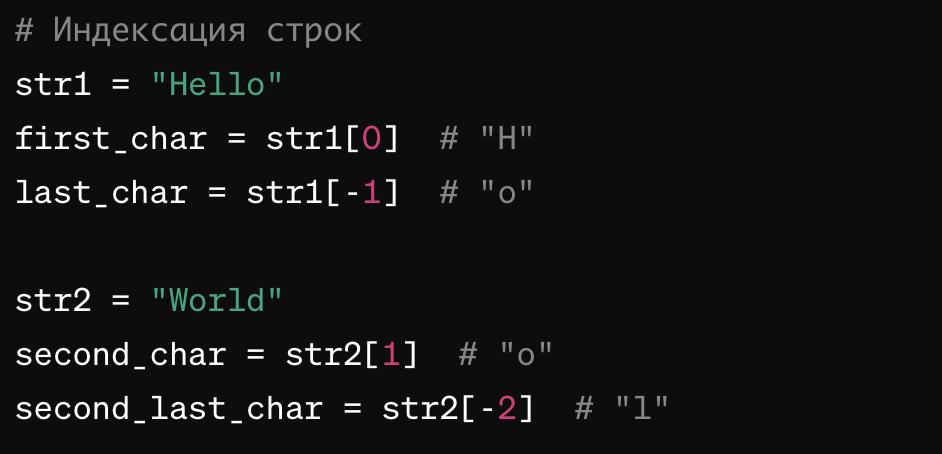 # Индексация строк
str1 = "Hello"
first_char = str1[0]  # "H"
last_char = str1[-1]  # "o"
str2 = "World"
second_char = str2[1]  # "o"
second_last_char = str2[-2]  # "l"